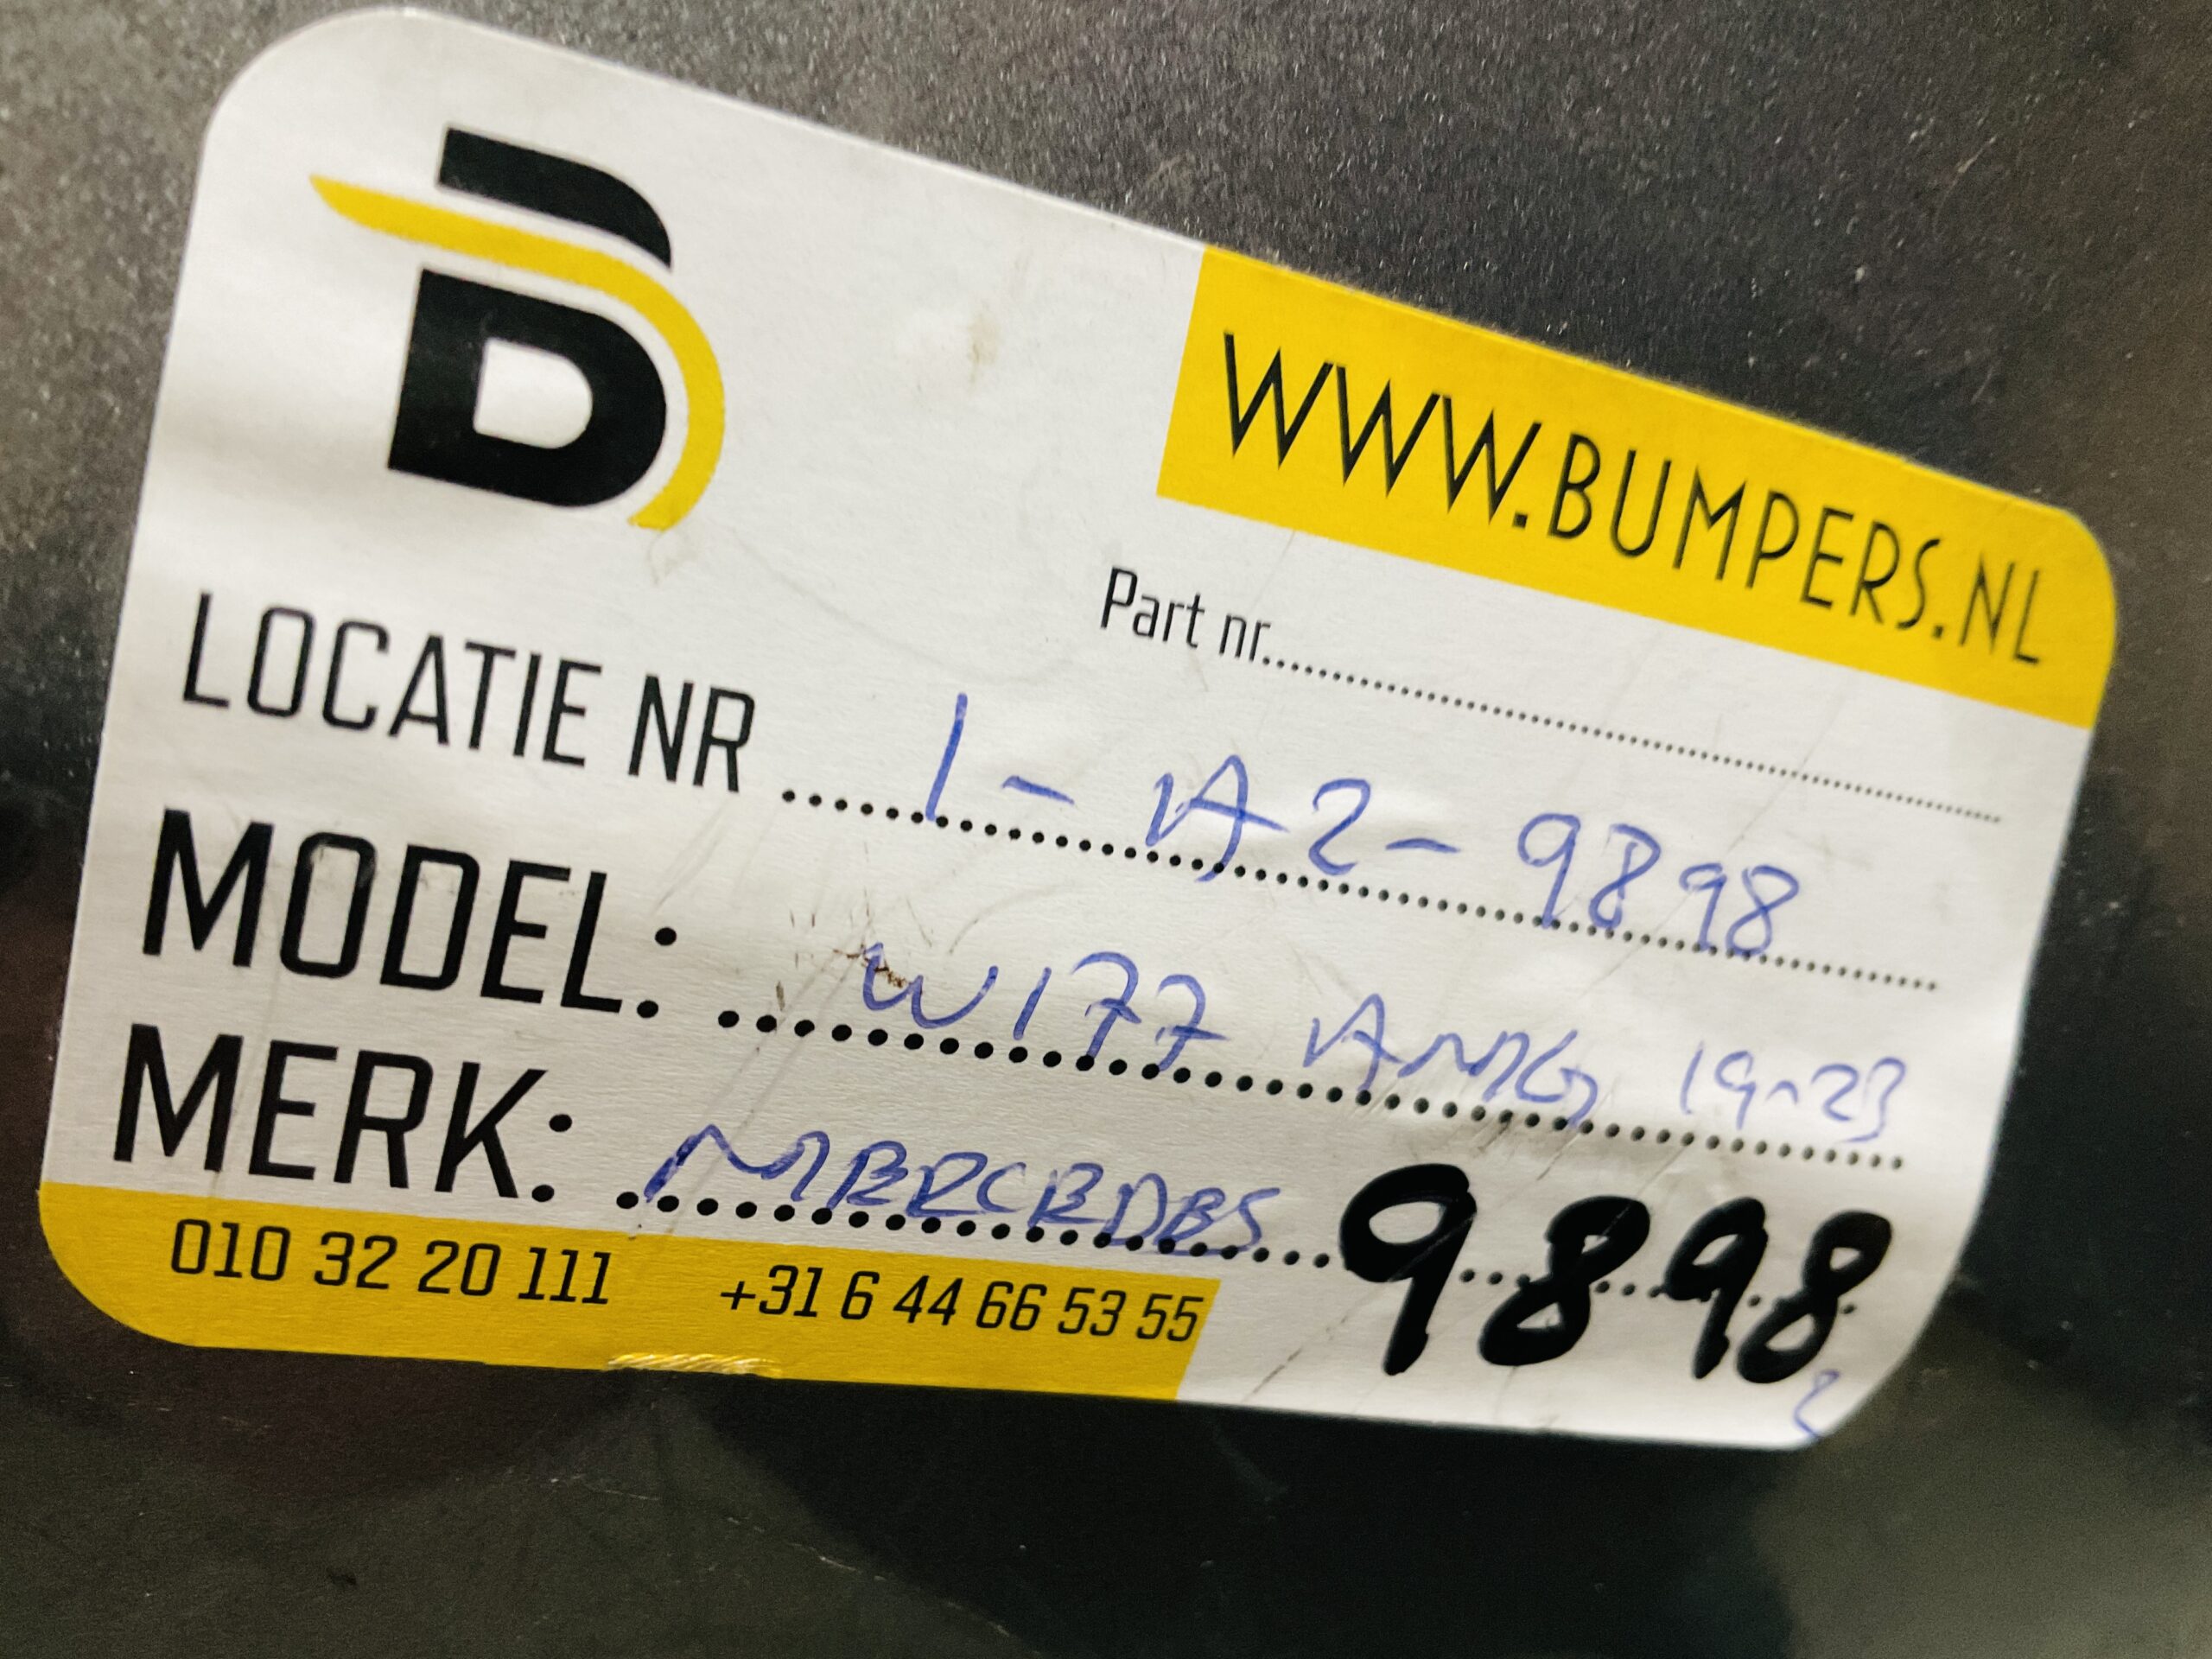 B
WWW.BUMPERS.NL
Part nr....................
LOCATIE NR ..... 1 - A2 - 9898
MODEL: ..... W177 AMG 19-23
MERK: ..... MERCEDES
9898
010 32 20 111 +31 6 44 66 53 55